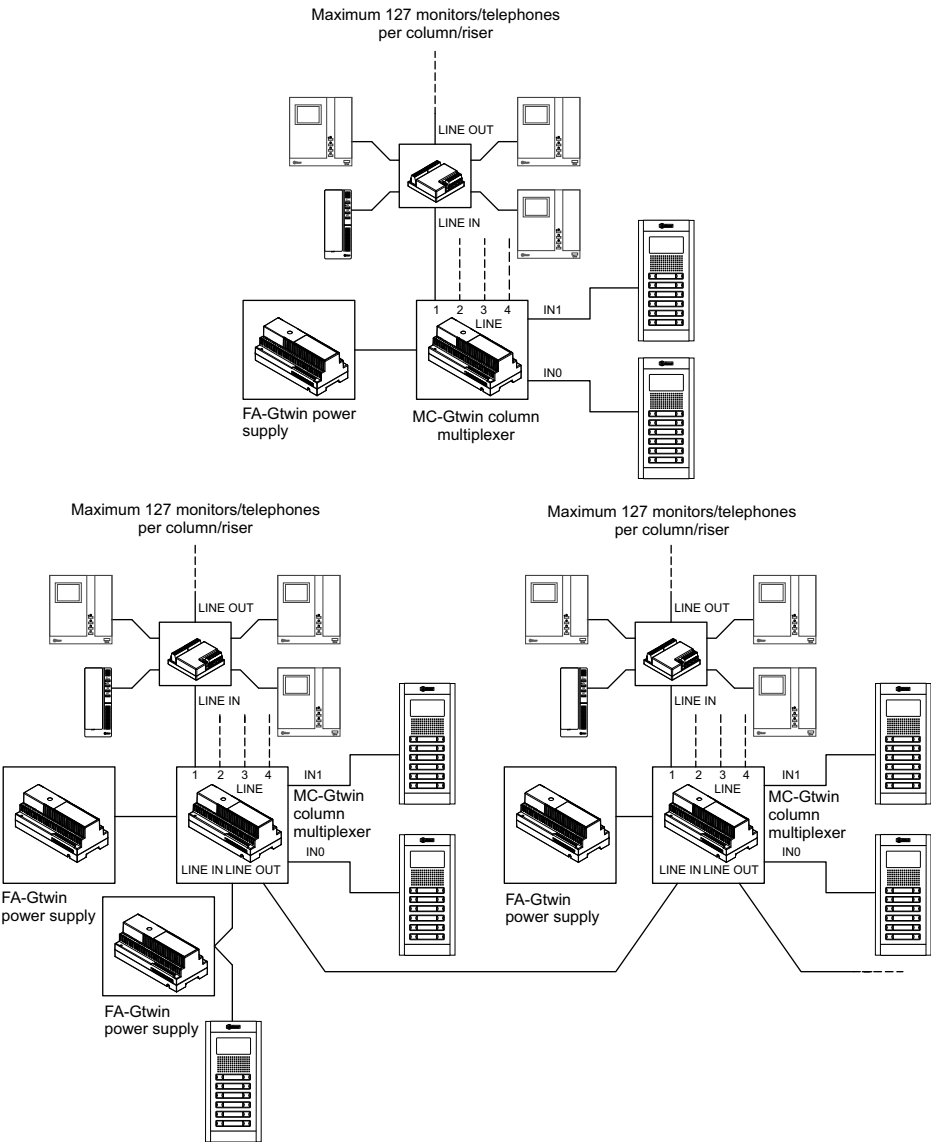 Maximum 127 monitors/telephones
per column/riser
LINE OUT
LINE IN
1 2 3 4
LINE
IN1
IN0
FA-Gtwin power
supply
MC-Gtwin column
multiplexer
Maximum 127 monitors/telephones
per column/riser
LINE OUT
LINE IN
1 2 3 4
LINE
IN1
MC-Gtwin
column
multiplexer
IN0
LINE IN LINE OUT
FA-Gtwin
power supply
FA-Gtwin
power supply
Maximum 127 monitors/telephones
per column/riser
LINE OUT
LINE IN
1 2 3 4
LINE
IN1
MC-Gtwin
column
multiplexer
IN0
LINE IN LINE OUT
FA-Gtwin
power supply